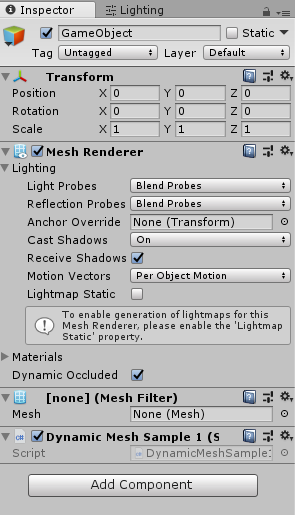 Inspector Lighting
GameObject Static
Tag Untagged Layer Default
Transform
Position X 0 Y 0 Z 0
Rotation X 0 Y 0 Z 0
Scale X 1 Y 1 Z 1
Mesh Renderer
Lighting
Light Probes Blend Probes
Reflection Probes Blend Probes
Anchor Override None (Transform)
Cast Shadows On
Receive Shadows
Motion Vectors Per Object Motion
Lightmap Static
To enable generation of lightmaps for this
Mesh Renderer, please enable the 'Lightmap
Static' property.
Materials
Dynamic Occluded
[none] (Mesh Filter)
Mesh None (Mesh)
Dynamic Mesh Sample 1 (S
Script DynamicMeshSample1
Add Component